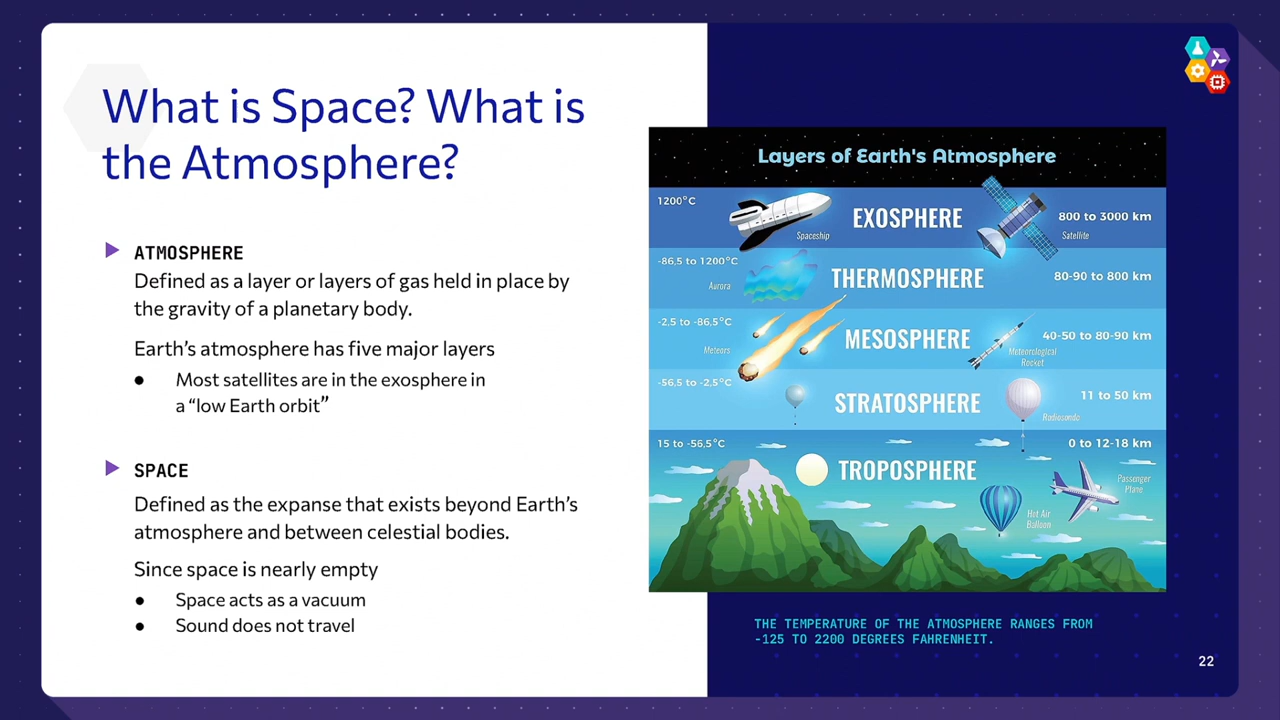 What is Space? What is
the Atmosphere?
ATMOSPHERE
Defined as a layer or layers of gas held in place by
the gravity of a planetary body.
Earth’s atmosphere has five major layers
● Most satellites are in the exosphere in
a “low Earth orbit”
SPACE
Defined as the expanse that exists beyond Earth’s
atmosphere and between celestial bodies.
Since space is nearly empty
● Space acts as a vacuum
● Sound does not travel
Layers of Earth's Atmosphere
1200°C
EXOSPHERE
800 to 3000 km
Spaceship
Satellite
-86,5 to 1200°C
THERMOSPHERE
80-90 to 800 km
Aurora
-2,5 to -86,5°C
MESOSPHERE
40-50 to 80-90 km
Meteors
Meteorological
Rocket
-56,5 to -2,5°C
STRATOSPHERE
11 to 50 km
Radiosonde
15 to -56,5°C
TROPOSPHERE
0 to 12-18 km
Passenger
Plane
Hot Air
Balloon
THE TEMPERATURE OF THE ATMOSPHERE RANGES FROM
-125 TO 2200 DEGREES FAHRENHEIT.
22